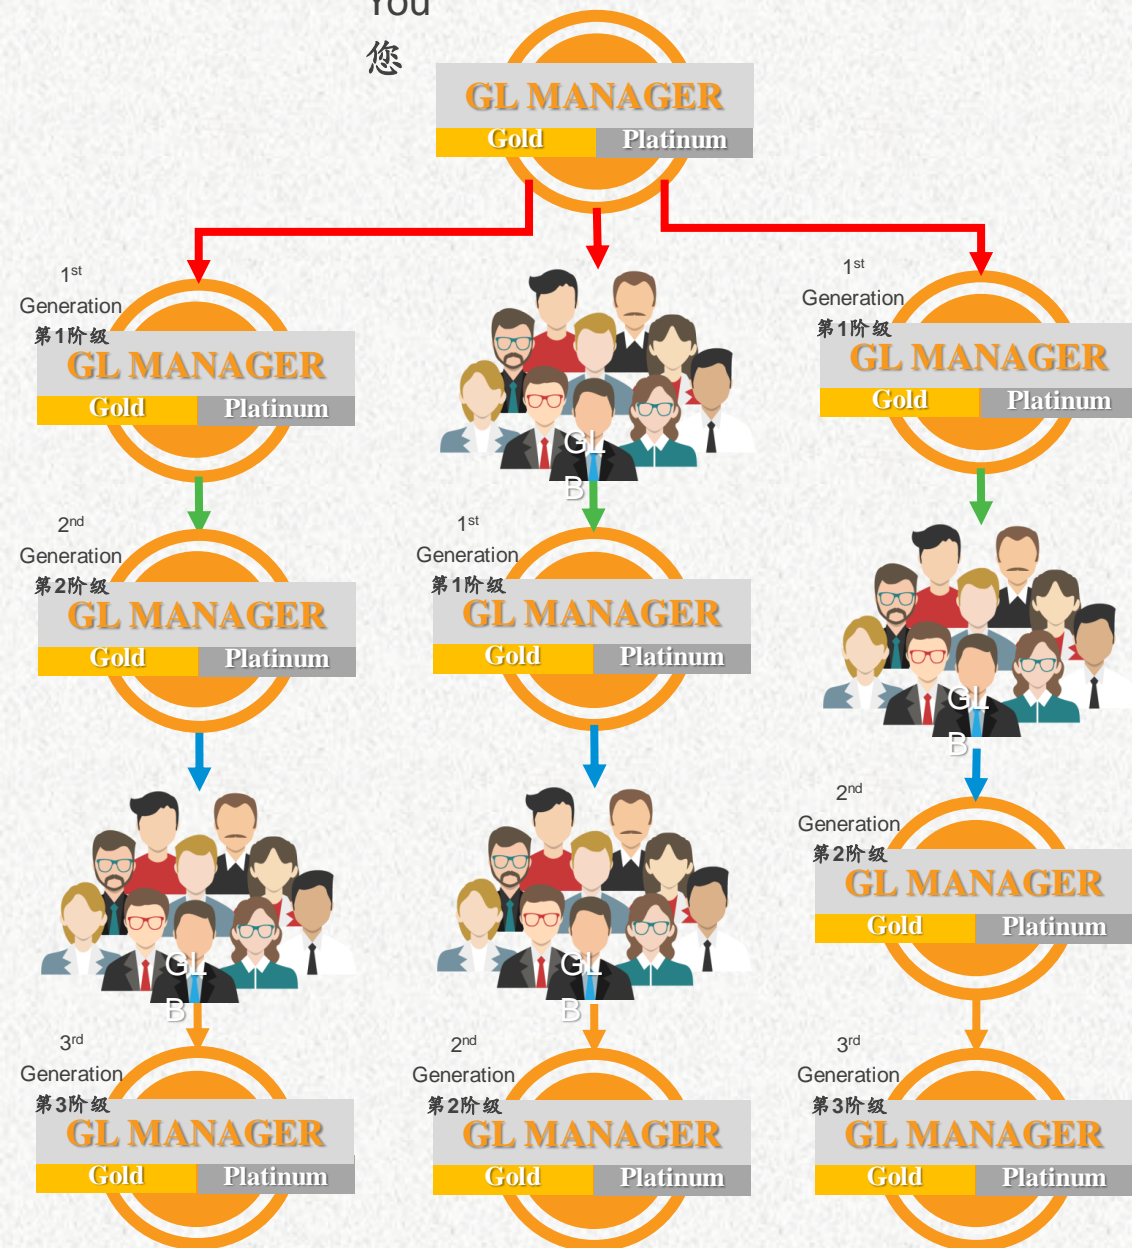 You
您
GL MANAGER
Gold Platinum
1st
Generation
第1阶级
GL MANAGER
Gold Platinum
GL
B
1st
Generation
第1阶级
GL MANAGER
Gold Platinum
2nd
Generation
第2阶级
GL MANAGER
Gold Platinum
1st
Generation
第1阶级
GL MANAGER
Gold Platinum
GL
B
GL
B
GL
B
2nd
Generation
第2阶级
GL MANAGER
Gold Platinum
3rd
Generation
第3阶级
GL MANAGER
Gold Platinum
2nd
Generation
第2阶级
GL MANAGER
Gold Platinum
3rd
Generation
第3阶级
GL MANAGER
Gold Platinum